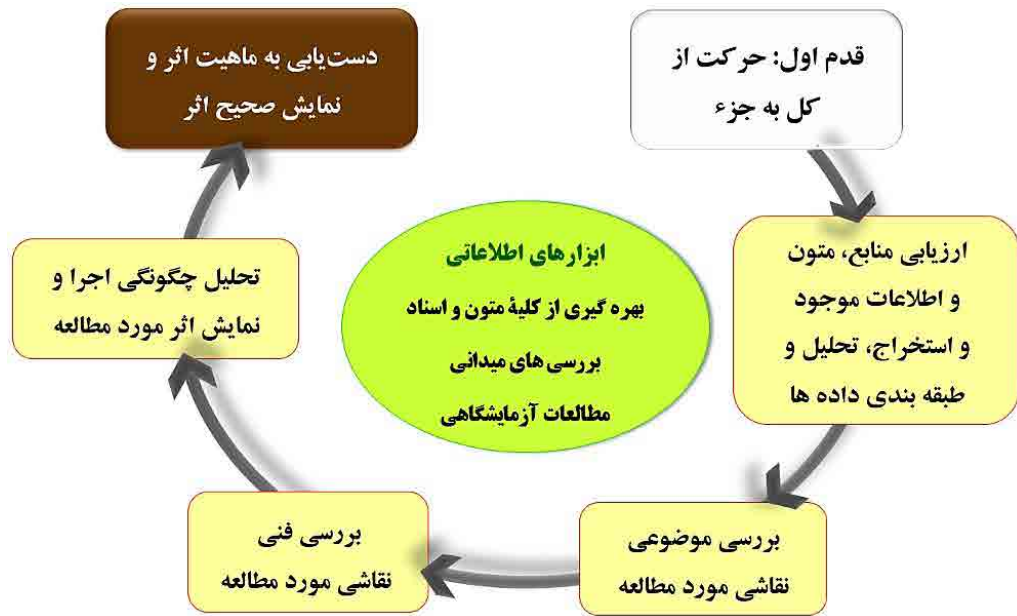 قدم اول: حرکت از
کل به جزء
ارزیابی منابع، متون
و اطلاعات موجود
و استخراج، تحلیل و
طبقه بندی داده ها
بررسی موضوعی
نقاشی مورد مطالعه
بررسی فنی
نقاشی مورد مطالعه
تحلیل چگونگی اجرا و
نمایش اثر مورد مطالعه
دست‌یابی به ماهیت اثر و
نمایش صحیح اثر
ابزارهای اطلاعاتی
بهره گیری از کلیهٔ متون و اسناد
بررسی های میدانی
مطالعات آزمایشگاهی